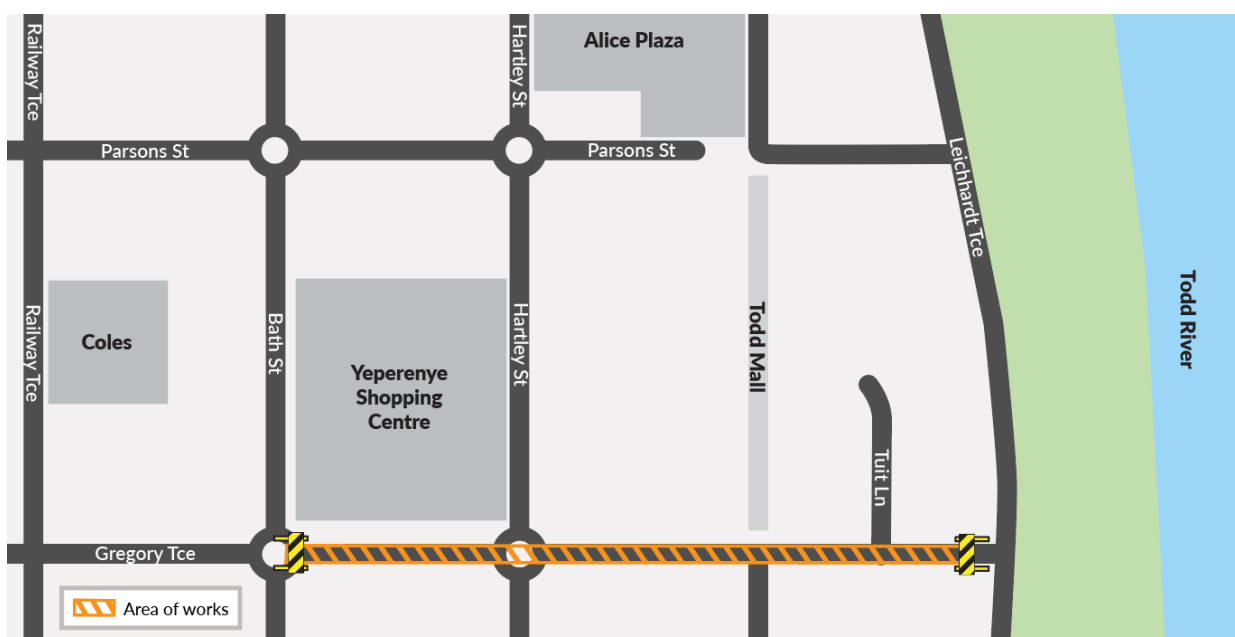 Railway Tce
Hartley St
Alice Plaza
Parsons St
Parsons St
Leichhardt Tce
Todd River
Railway Tce
Coles
Bath St
Yeperenye
Shopping
Centre
Hartley St
Todd Mall
Tuit Ln
Gregory Tce
Area of works